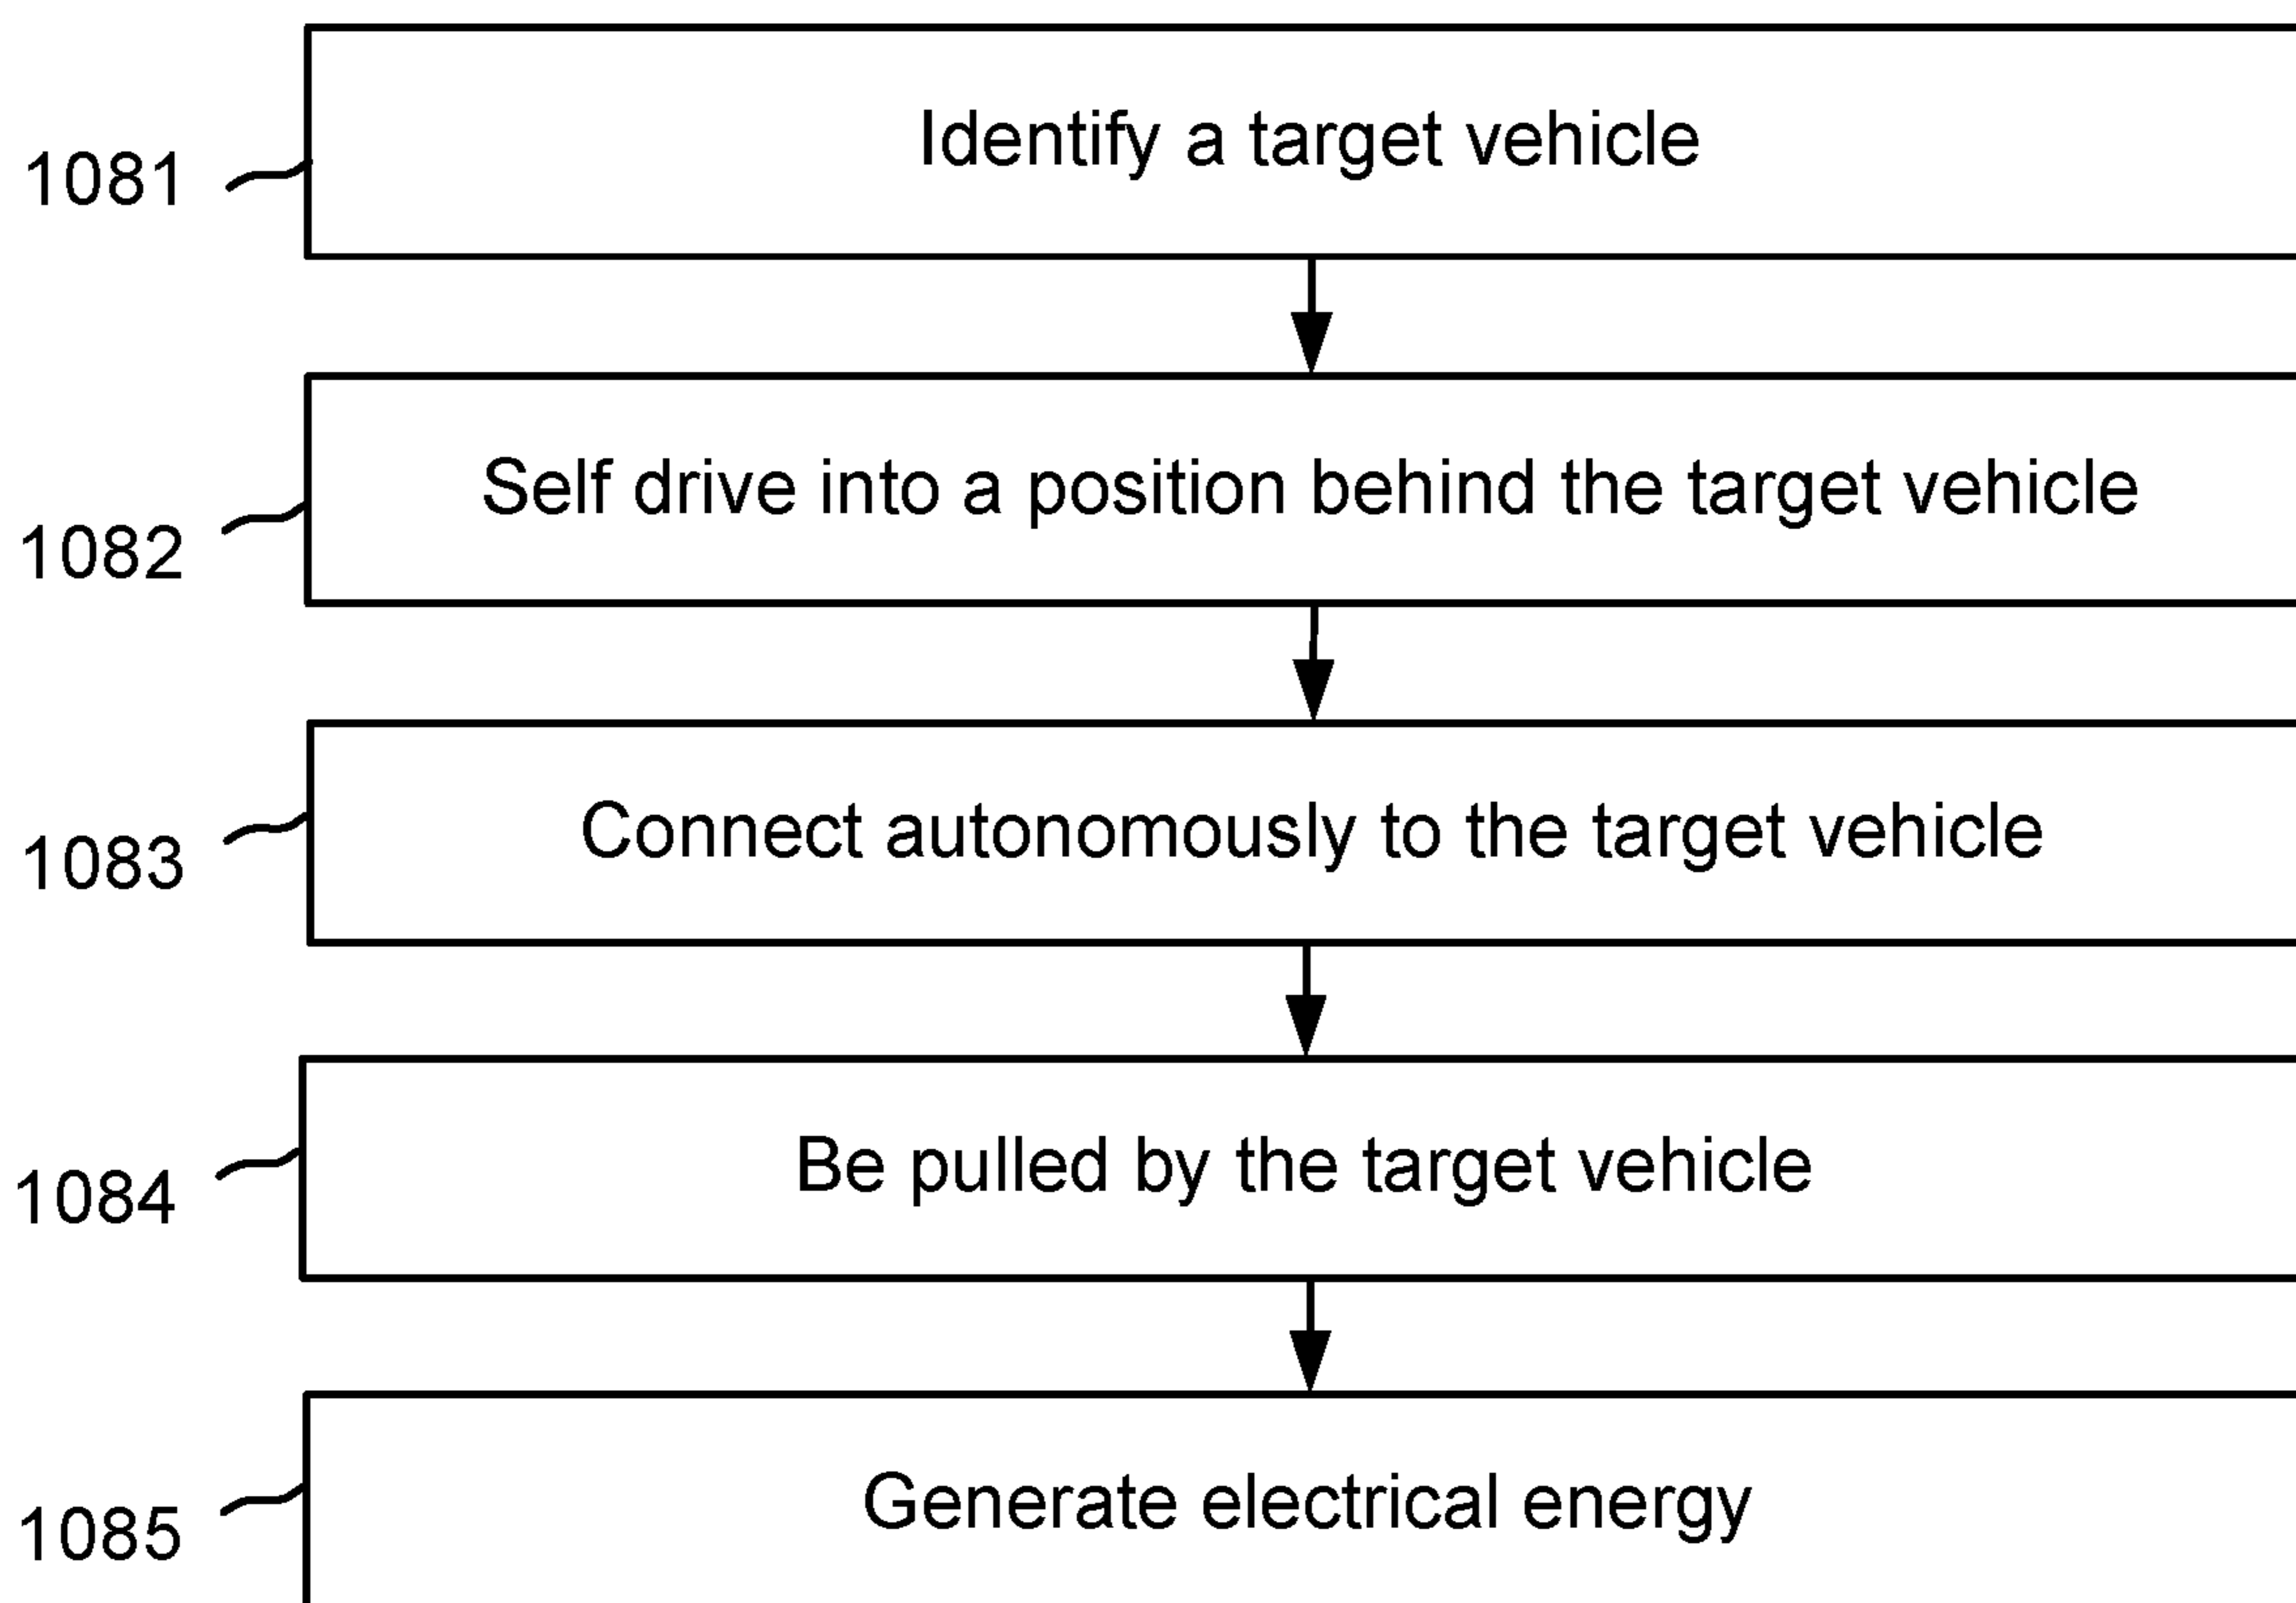 Identify a target vehicle
1081
Self drive into a position behind the target vehicle
1082
Connect autonomously to the target vehicle
1083
Be pulled by the target vehicle
1084
Generate electrical energy
1085